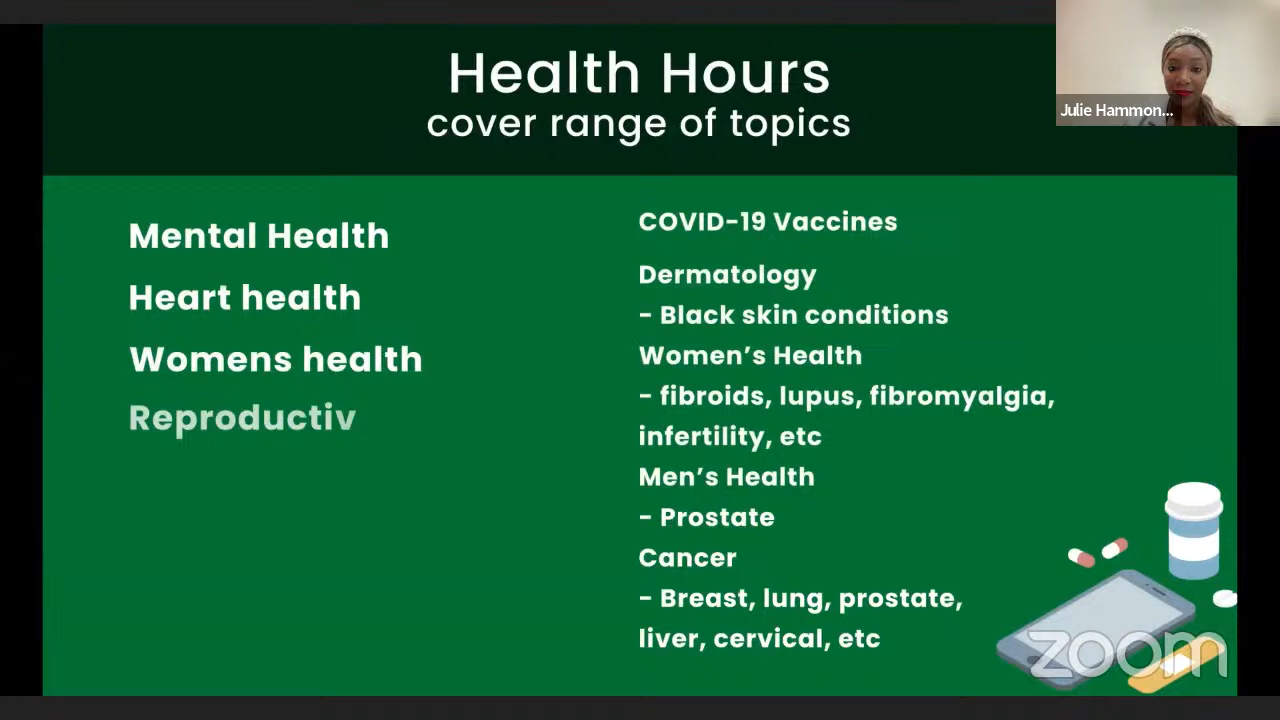 Health Hours
cover range of topics
Julie Hammon...
Mental Health
Heart health
Womens health
Reproductiv
COVID-19 Vaccines
Dermatology
- Black skin conditions
Women’s Health
- fibroids, lupus, fibromyalgia,
infertility, etc
Men’s Health
- Prostate
Cancer
- Breast, lung, prostate,
liver, cervical, etc
zoom